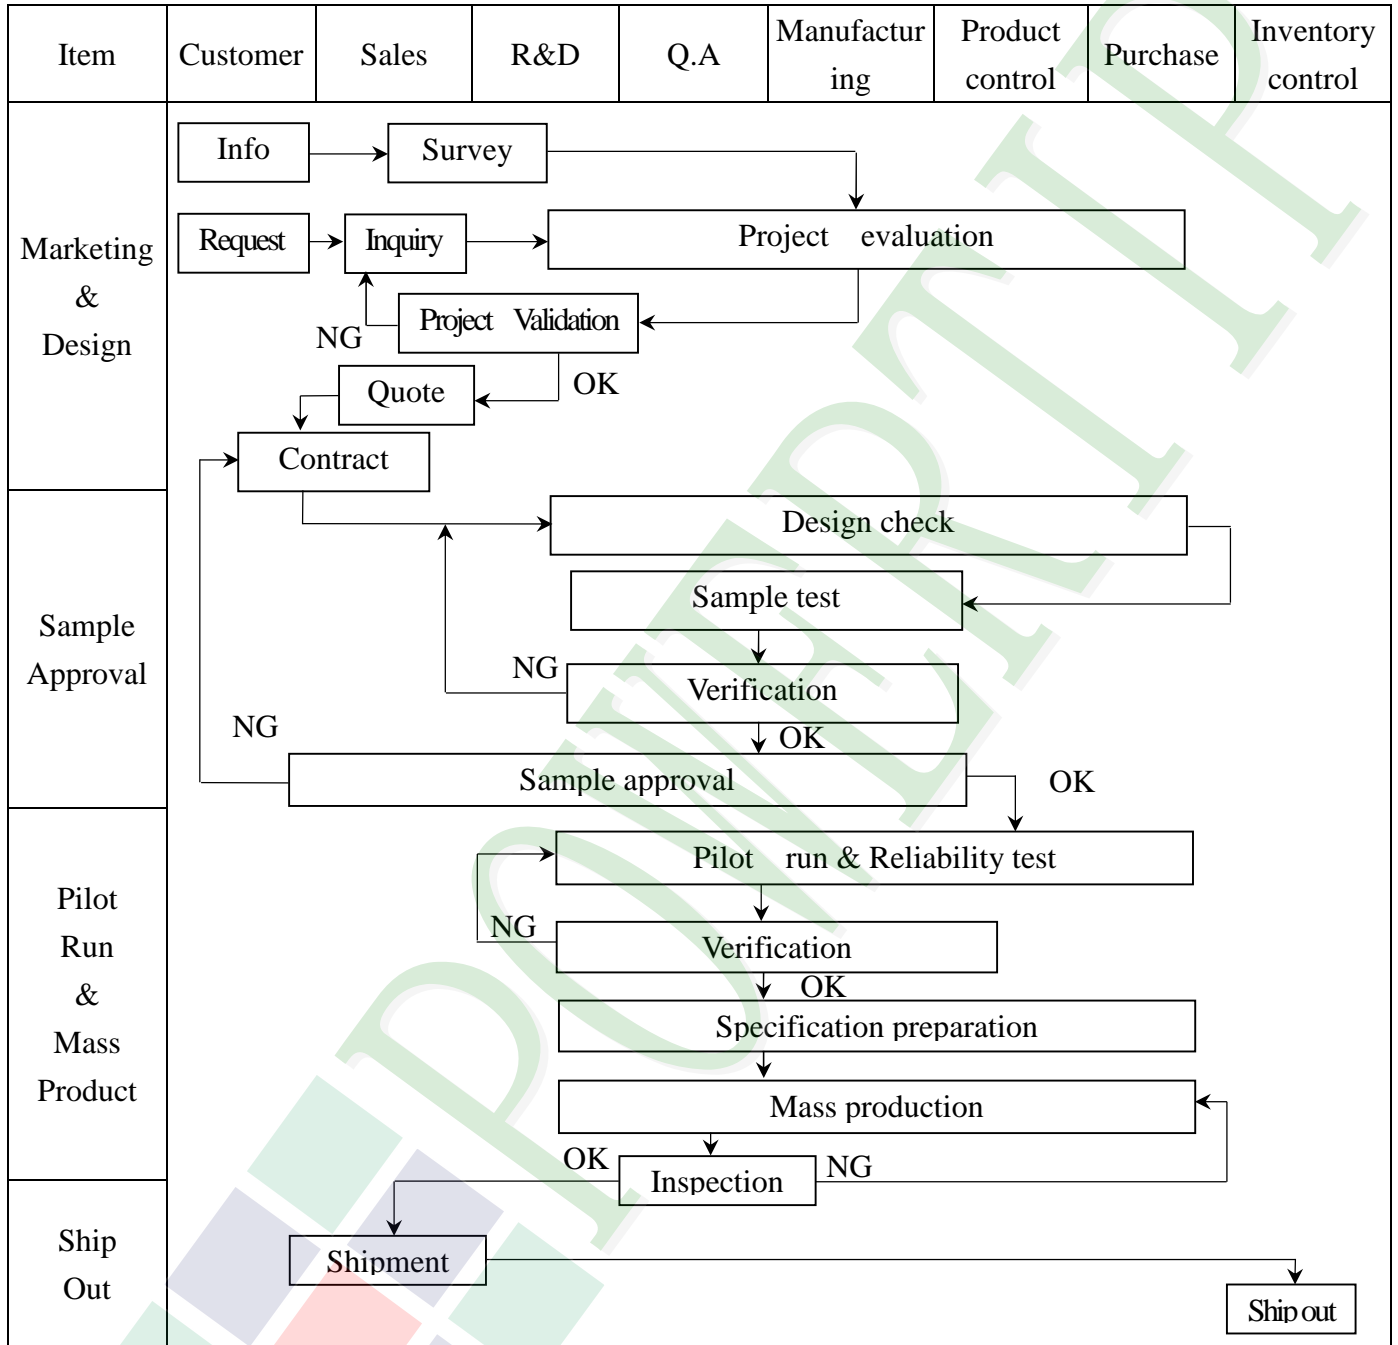 Item
Customer
Sales
R&D
Q.A
Manufactur
ing
Product
control
Purchase
Inventory
control
Marketing
&
Design
Info
Survey
Request
Inquiry
Project evaluation
NG
Project Validation
Quote
OK
Contract
Sample
Approval
Design check
Sample test
NG
Verification
NG
OK
Sample approval
OK
Pilot
Run
&
Mass
Product
Pilot run & Reliability test
NG
Verification
OK
Specification preparation
Mass production
OK
Inspection
NG
Ship
Out
Shipment
Ship out
POWERTIP